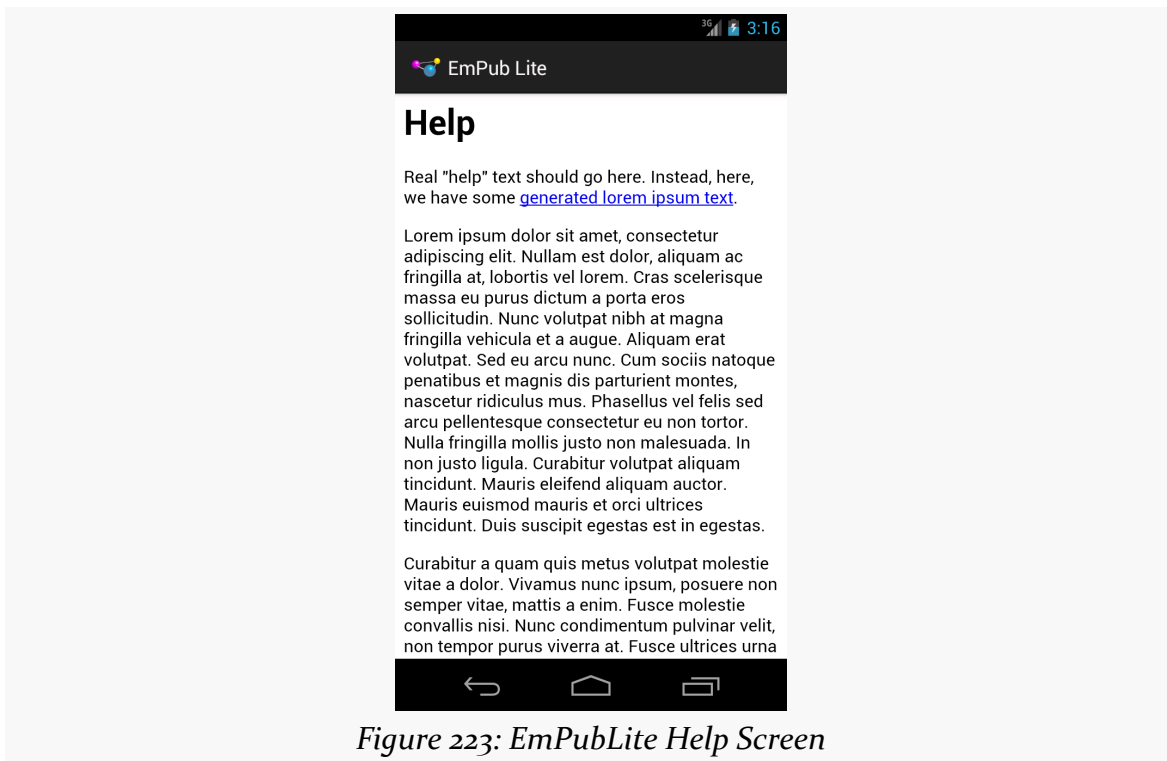 3G 3:16
EmPub Lite
Help
Real "help" text should go here. Instead, here,
we have some generated lorem ipsum text.
Lorem ipsum dolor sit amet, consectetur
adipiscing elit. Nullam est dolor, aliquam ac
fringilla at, lobortis vel lorem. Cras scelerisque
massa eu purus dictum a porta eros
sollicitudin. Nunc volutpat nibh at magna
fringilla vehicula et a augue. Aliquam erat
volutpat. Sed eu arcu nunc. Cum sociis natoque
penatibus et magnis dis parturient montes,
nascetur ridiculus mus. Phasellus vel felis sed
arcu pellentesque consectetur eu non tortor.
Nulla fringilla mollis justo non malesuada. In
non justo ligula. Curabitur volutpat aliquam
tincidunt. Mauris eleifend aliquam auctor.
Mauris euismod mauris et orci ultrices
tincidunt. Duis suscipit egestas est in egestas.
Curabitur a quam quis metus volutpat molestie
vitae a dolor. Vivamus nunc ipsum, posuere non
semper vitae, mattis a enim. Fusce molestie
convallis nisi. Nunc condimentum pulvinar velit,
non tempor purus viverra at. Fusce ultrices urna
Figure 223: EmPubLite Help Screen